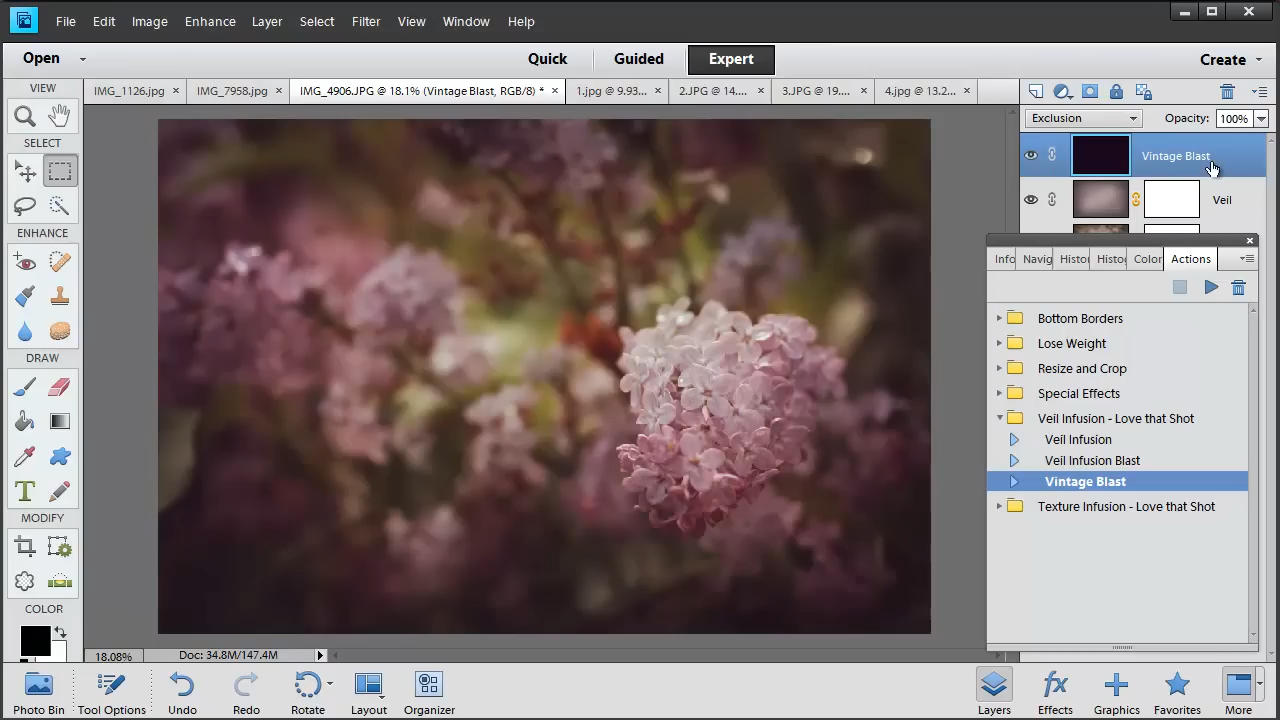 File Edit Image Enhance Layer Select Filter View Window Help
Open Quick Guided Expert Create
VIEW
IMG_1126.jpg × IMG_7958.jpg × IMG_4906.JPG @ 18.1% (Vintage Blast, RGB/8) * × 1.jpg @ 9.93... × 2.JPG @ 14.... × 3.JPG @ 19.... × 4.jpg @ 13.2... ×
Exclusion Opacity: 100%
SELECT
Vintage Blast
Veil
ENHANCE
Info Navig Histor Histog Color Actions
Bottom Borders
Lose Weight
DRAW
Resize and Crop
Special Effects
Veil Infusion - Love that Shot
Veil Infusion
Veil Infusion Blast
Vintage Blast
T
Texture Infusion - Love that Shot
MODIFY
COLOR
18.08% Doc: 34.8M/147.4M
Photo Bin Tool Options Undo Redo Rotate Layout Organizer Layers fx Effects Graphics Favorites More